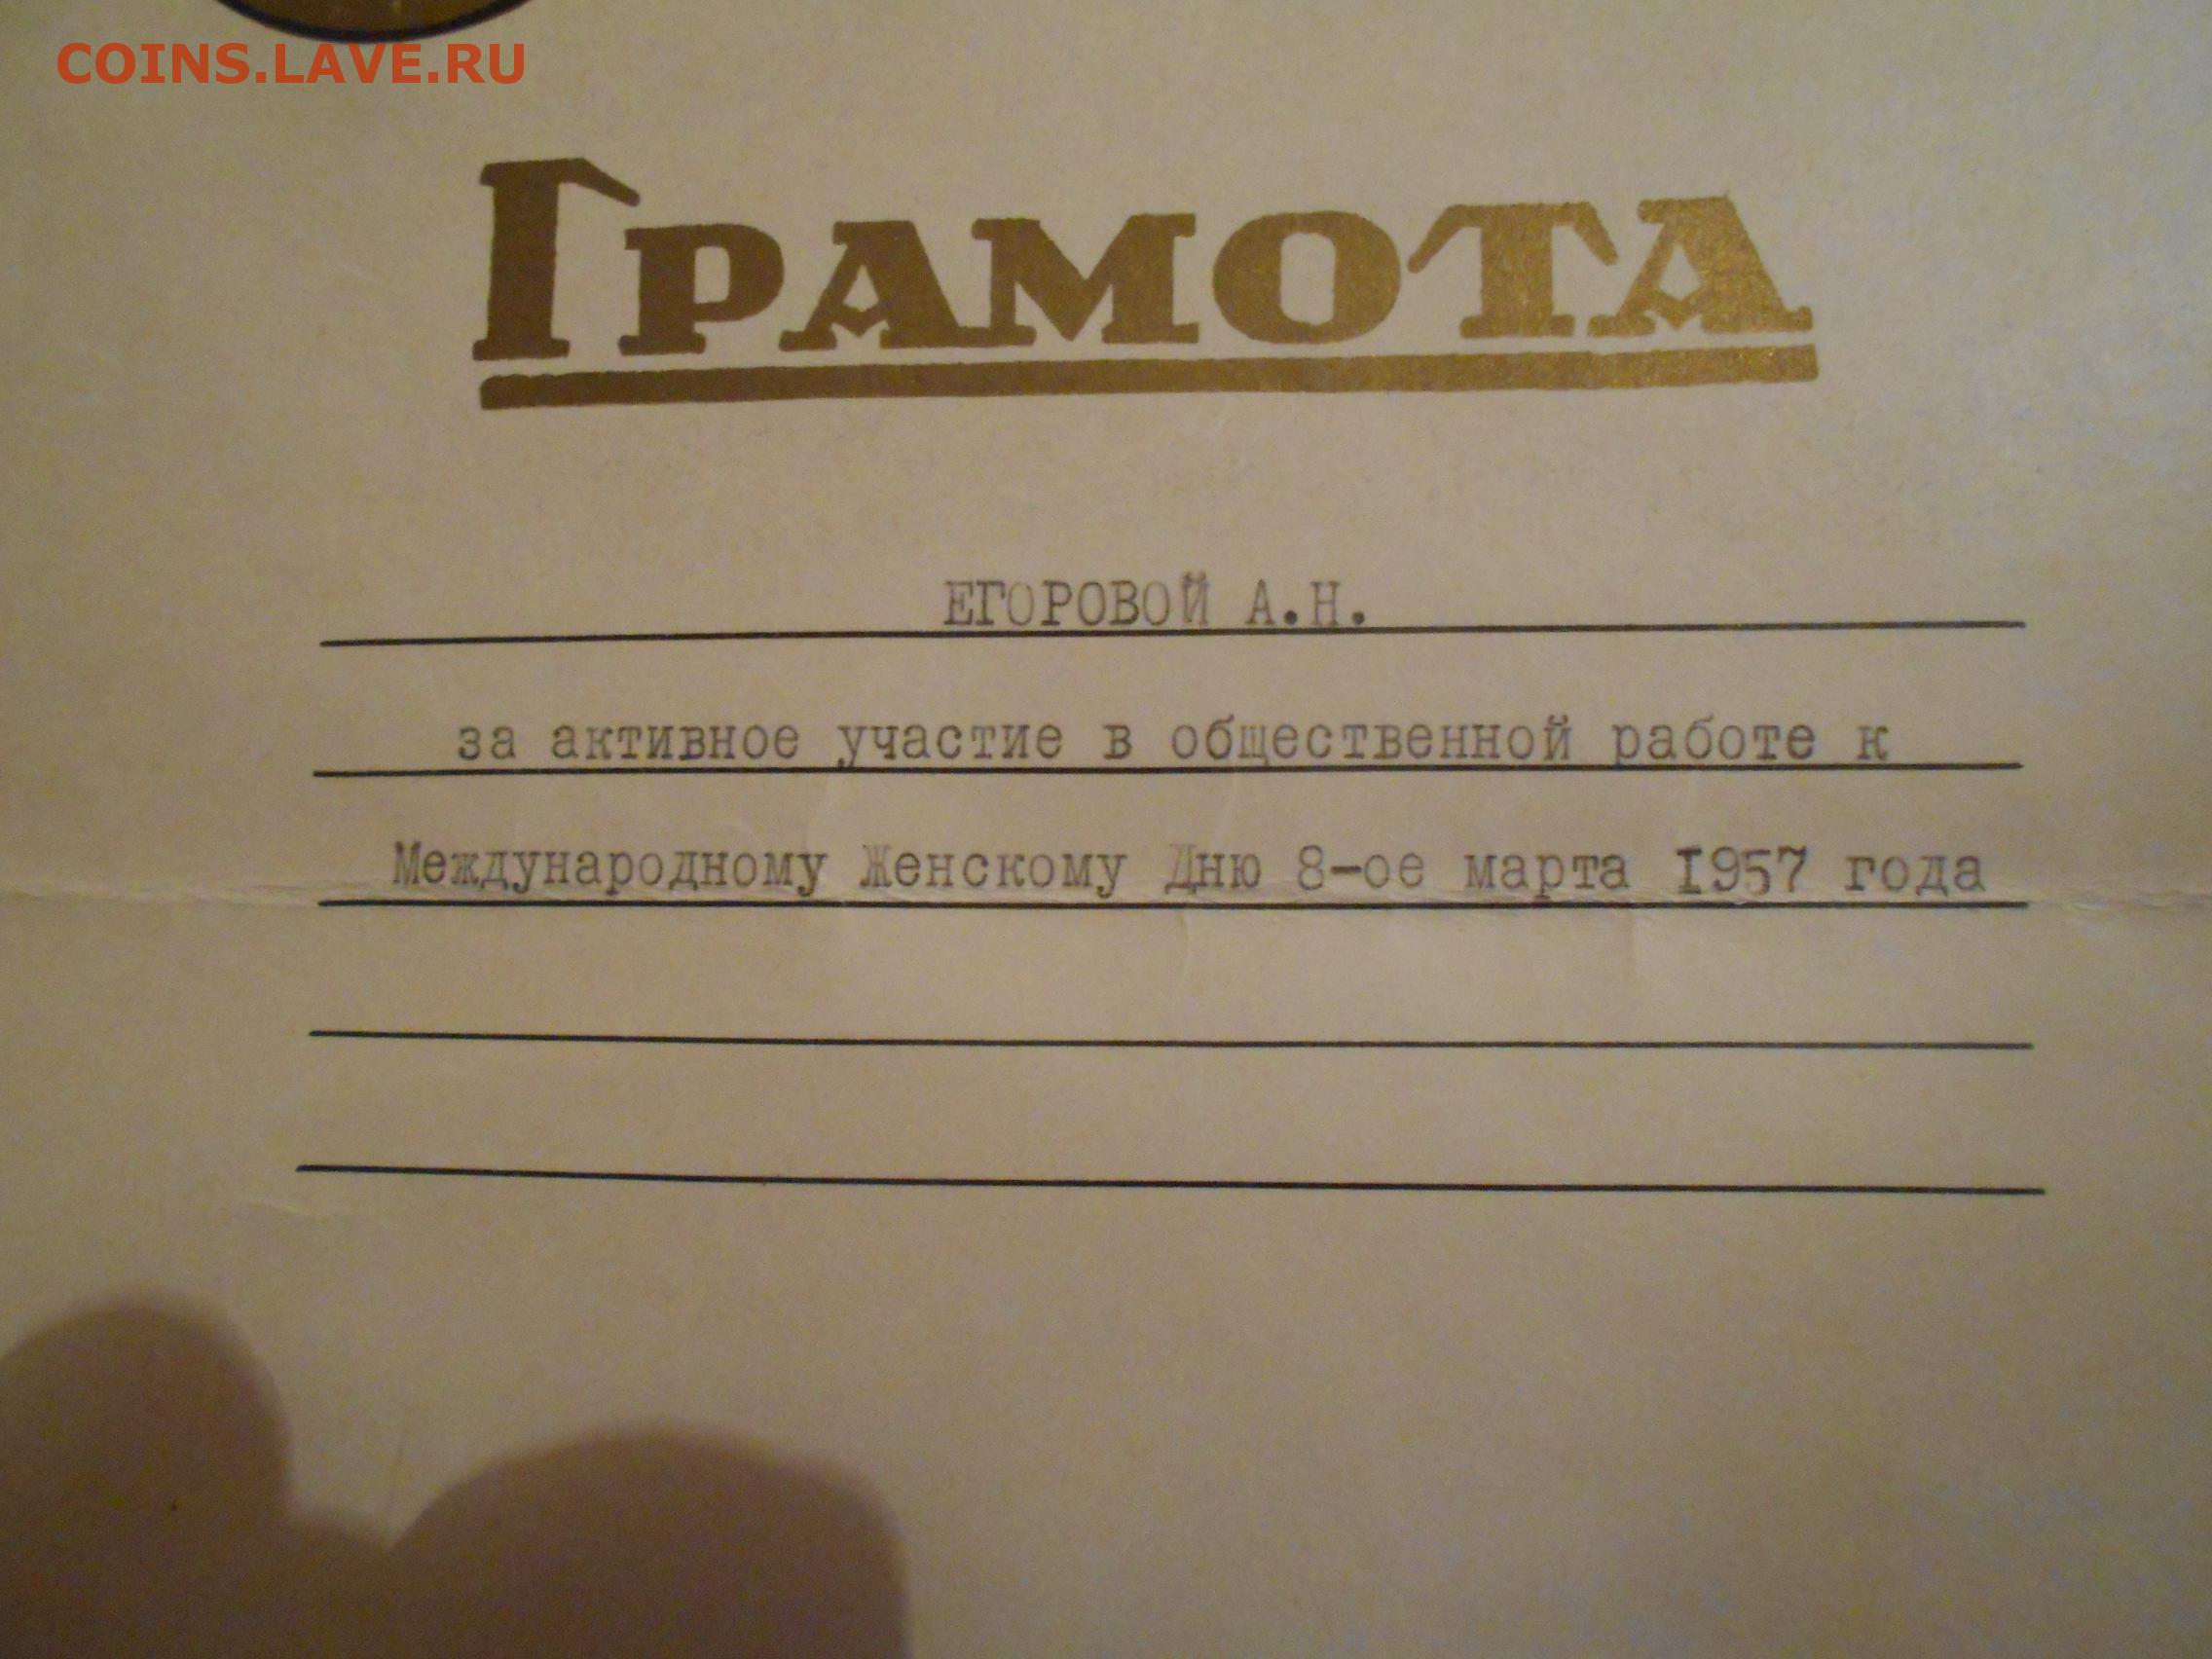 COINS.LAVE.RU
ГРАМОТА
ЕГОРОВОЙ А.Н.
за активное участие в общественной работе к
Международному Женскому Дню 8-ое марта 1957 года